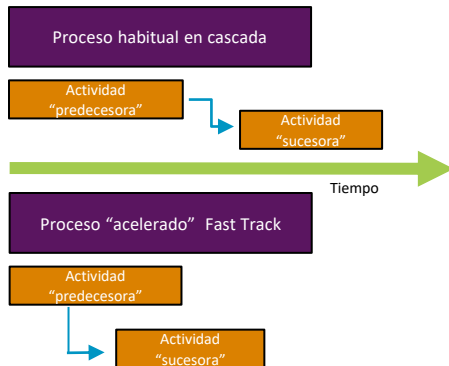 Proceso habitual en cascada
Actividad
“predecesora”
Actividad
“sucesora”
Tiempo
Proceso “acelerado” Fast Track
Actividad
“predecesora”
Actividad
“sucesora”